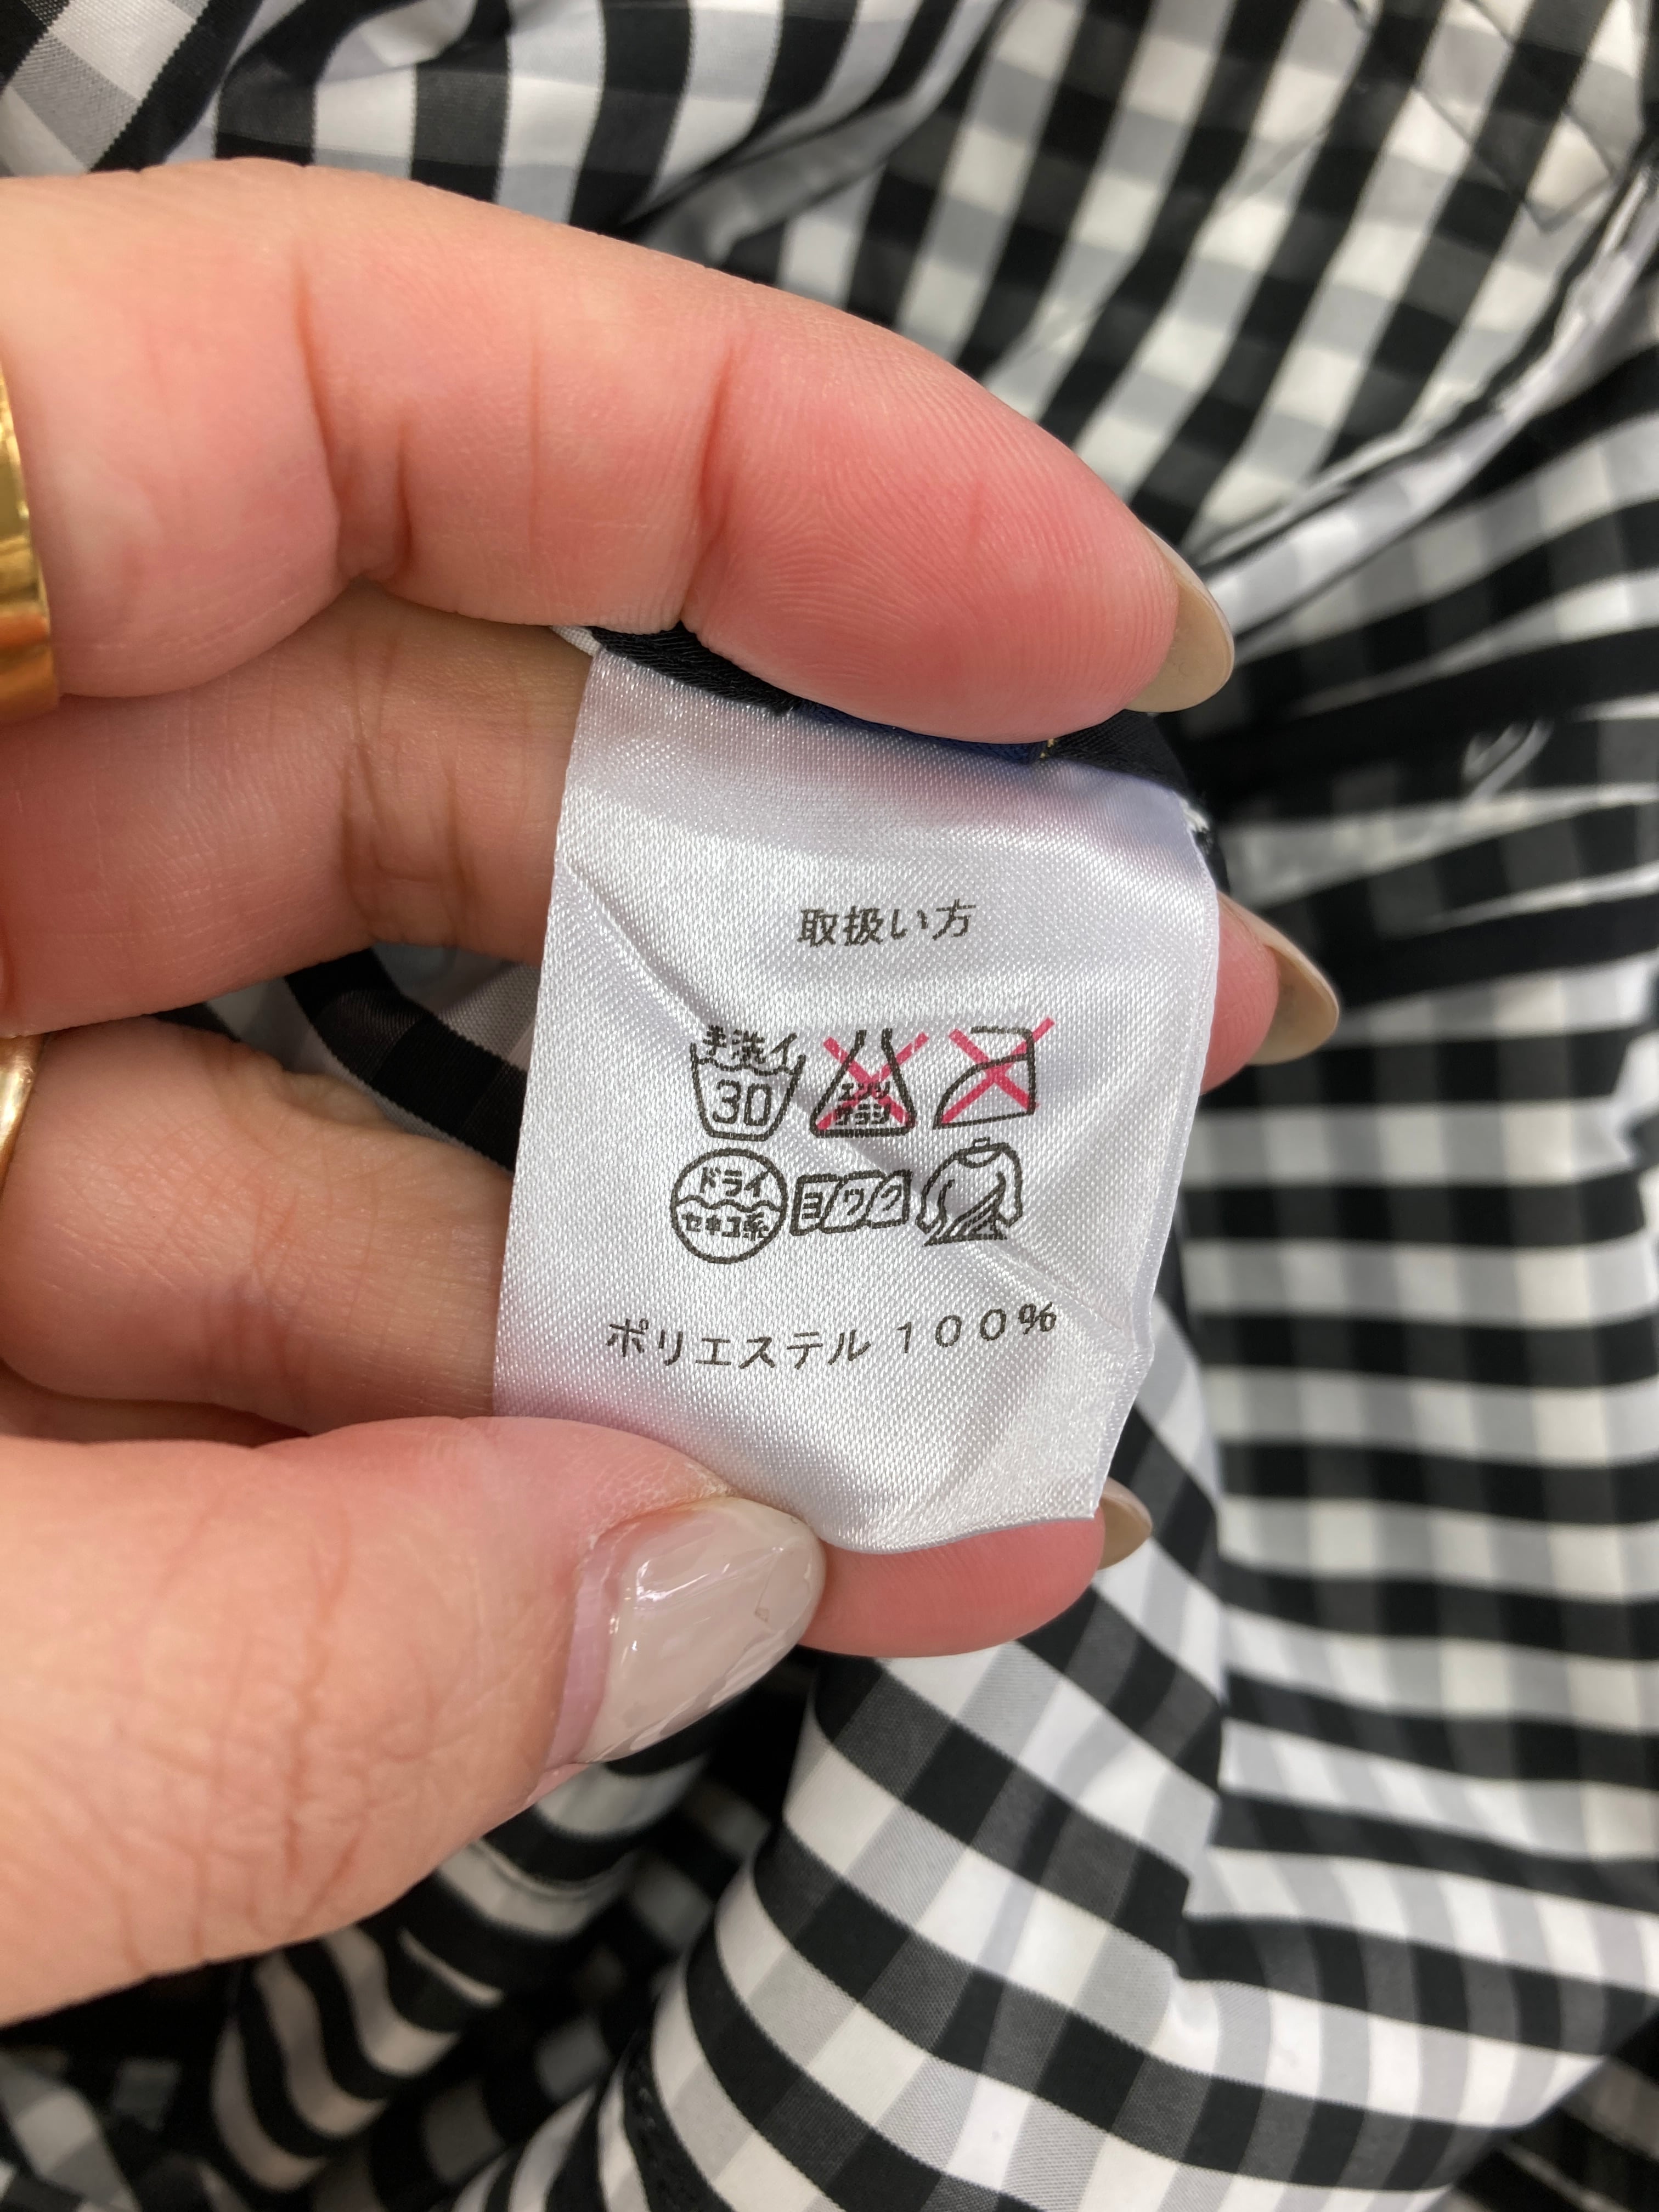 取扱い方
手洗イ
30
エンソ
サラシ
ドライ
セキユ系
ヨワク
ポリエステル 100%